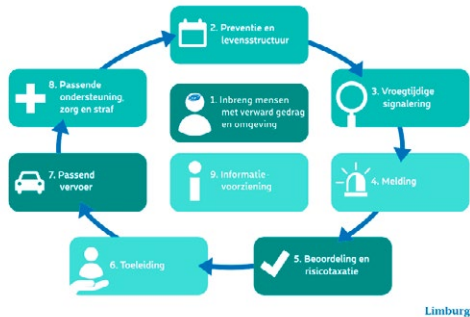 2. Preventie en
levensstructuur
8. Passende
ondersteuning,
zorg en straf
1. Inbreng mensen
met verward gedrag
en omgeving
3. Vroegtijdige
signalering
7. Passend
vervoer
9. Informatie-
voorziening
4. Melding
6. Toeleiding
5. Beoordeling en
risicotaxatie
Limburg